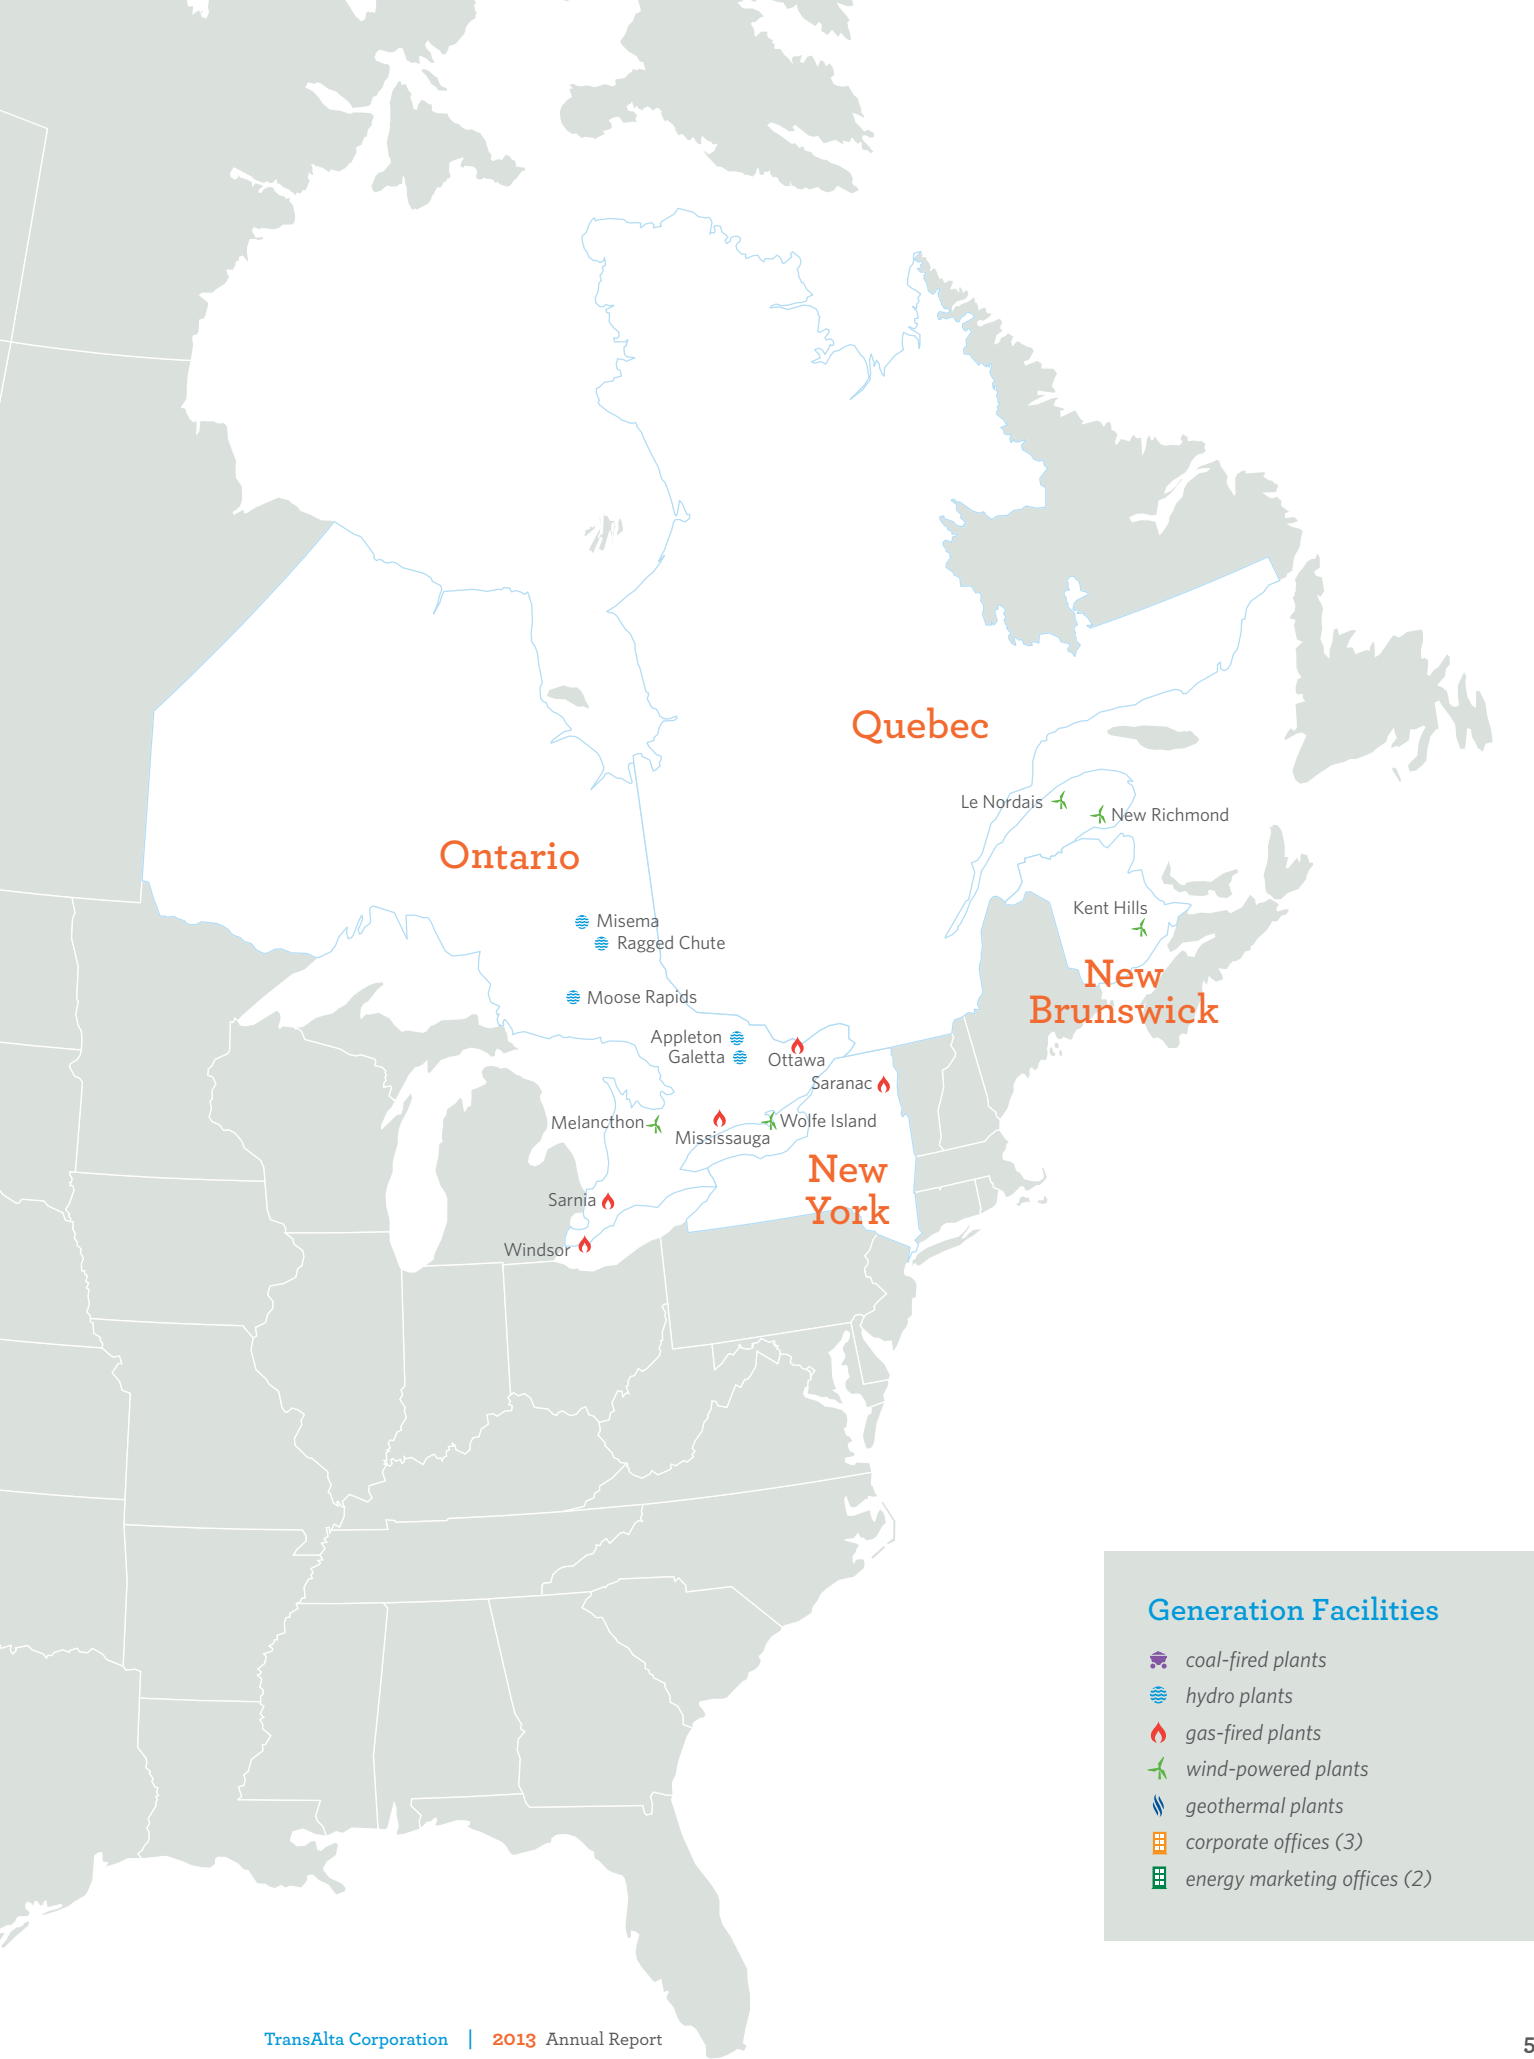 Quebec
Le Nordais
New Richmond
Ontario
Kent Hills
Misema
Ragged Chute
New
Brunswick
Moose Rapids
Appleton
Galetta
Ottawa
Saranac
Melancthon
Wolfe Island
Mississauga
New
York
Sarnia
Windsor
Generation Facilities
coal-fired plants
hydro plants
gas-fired plants
wind-powered plants
geothermal plants
corporate offices (3)
energy marketing offices (2)
TransAlta Corporation | 2013 Annual Report
5